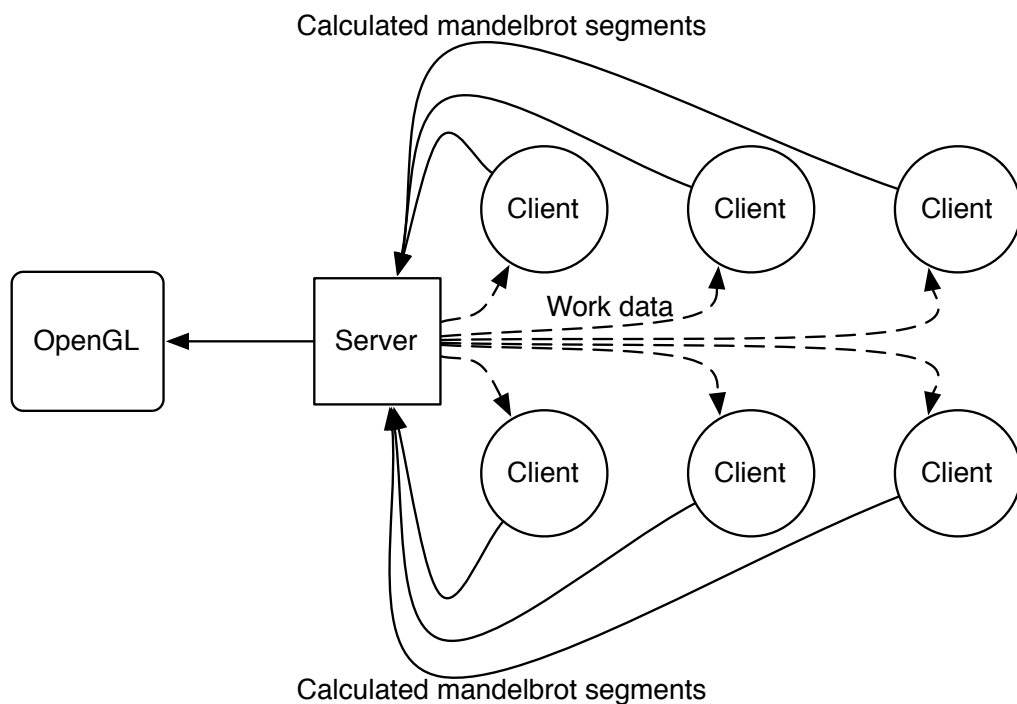 Calculated mandelbrot segments
Client
Client
Client
Work data
OpenGL
Server
Client
Client
Client
Calculated mandelbrot segments